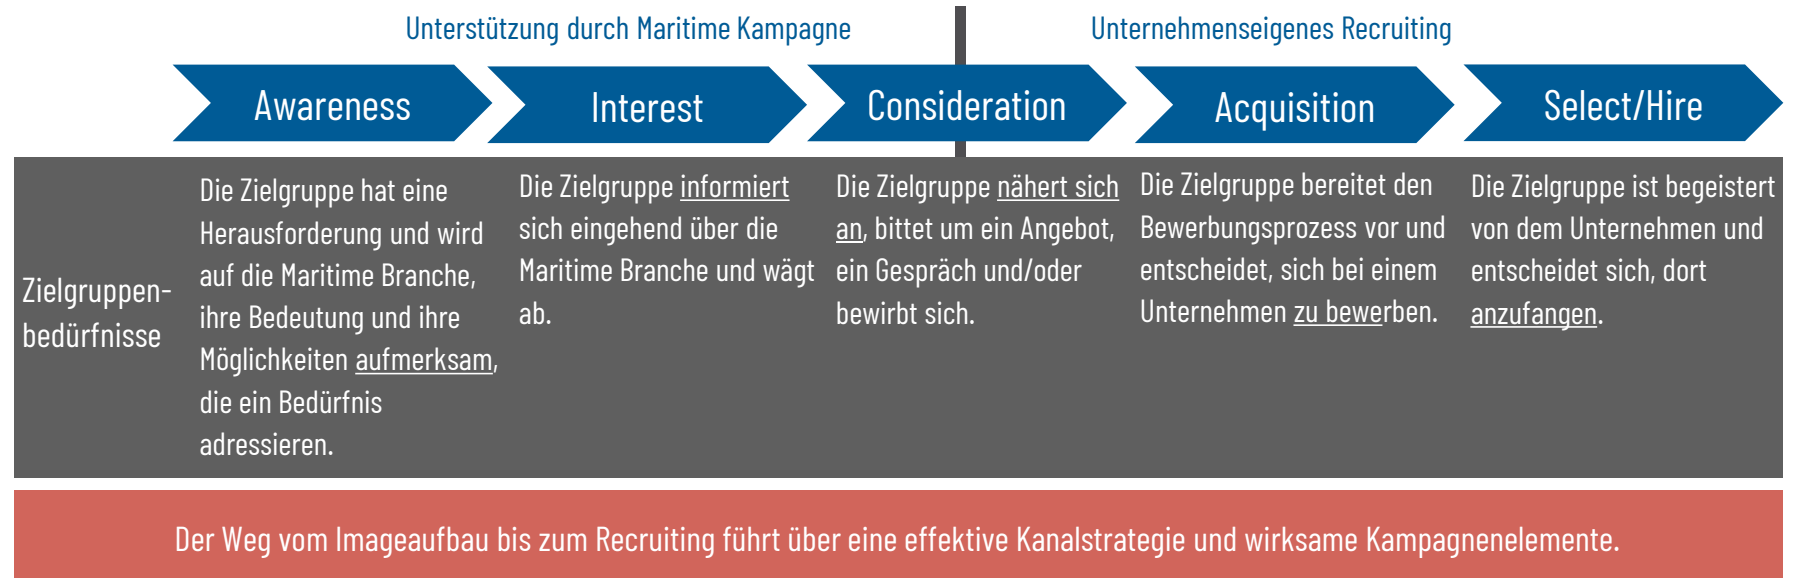 Unterstützung durch Maritime Kampagne
Unternehmenseigenes Recruiting
Awareness
Interest
Consideration
Acquisition
Select/Hire
Zielgruppen-
bedürfnisse
Die Zielgruppe hat eine
Herausforderung und wird
auf die Maritime Branche,
ihre Bedeutung und ihre
Möglichkeiten aufmerksam,
die ein Bedürfnis
adressieren.
Die Zielgruppe informiert
sich eingehend über die
Maritime Branche und wägt
ab.
Die Zielgruppe nähert sich
an, bittet um ein Angebot,
ein Gespräch und/oder
bewirbt sich.
Die Zielgruppe bereitet den
Bewerbungsprozess vor und
entscheidet, sich bei einem
Unternehmen zu bewerben.
Die Zielgruppe ist begeistert
von dem Unternehmen und
entscheidet sich, dort
anzufangen.
Der Weg vom Imageaufbau bis zum Recruiting führt über eine effektive Kanalstrategie und wirksame Kampagnenelemente.